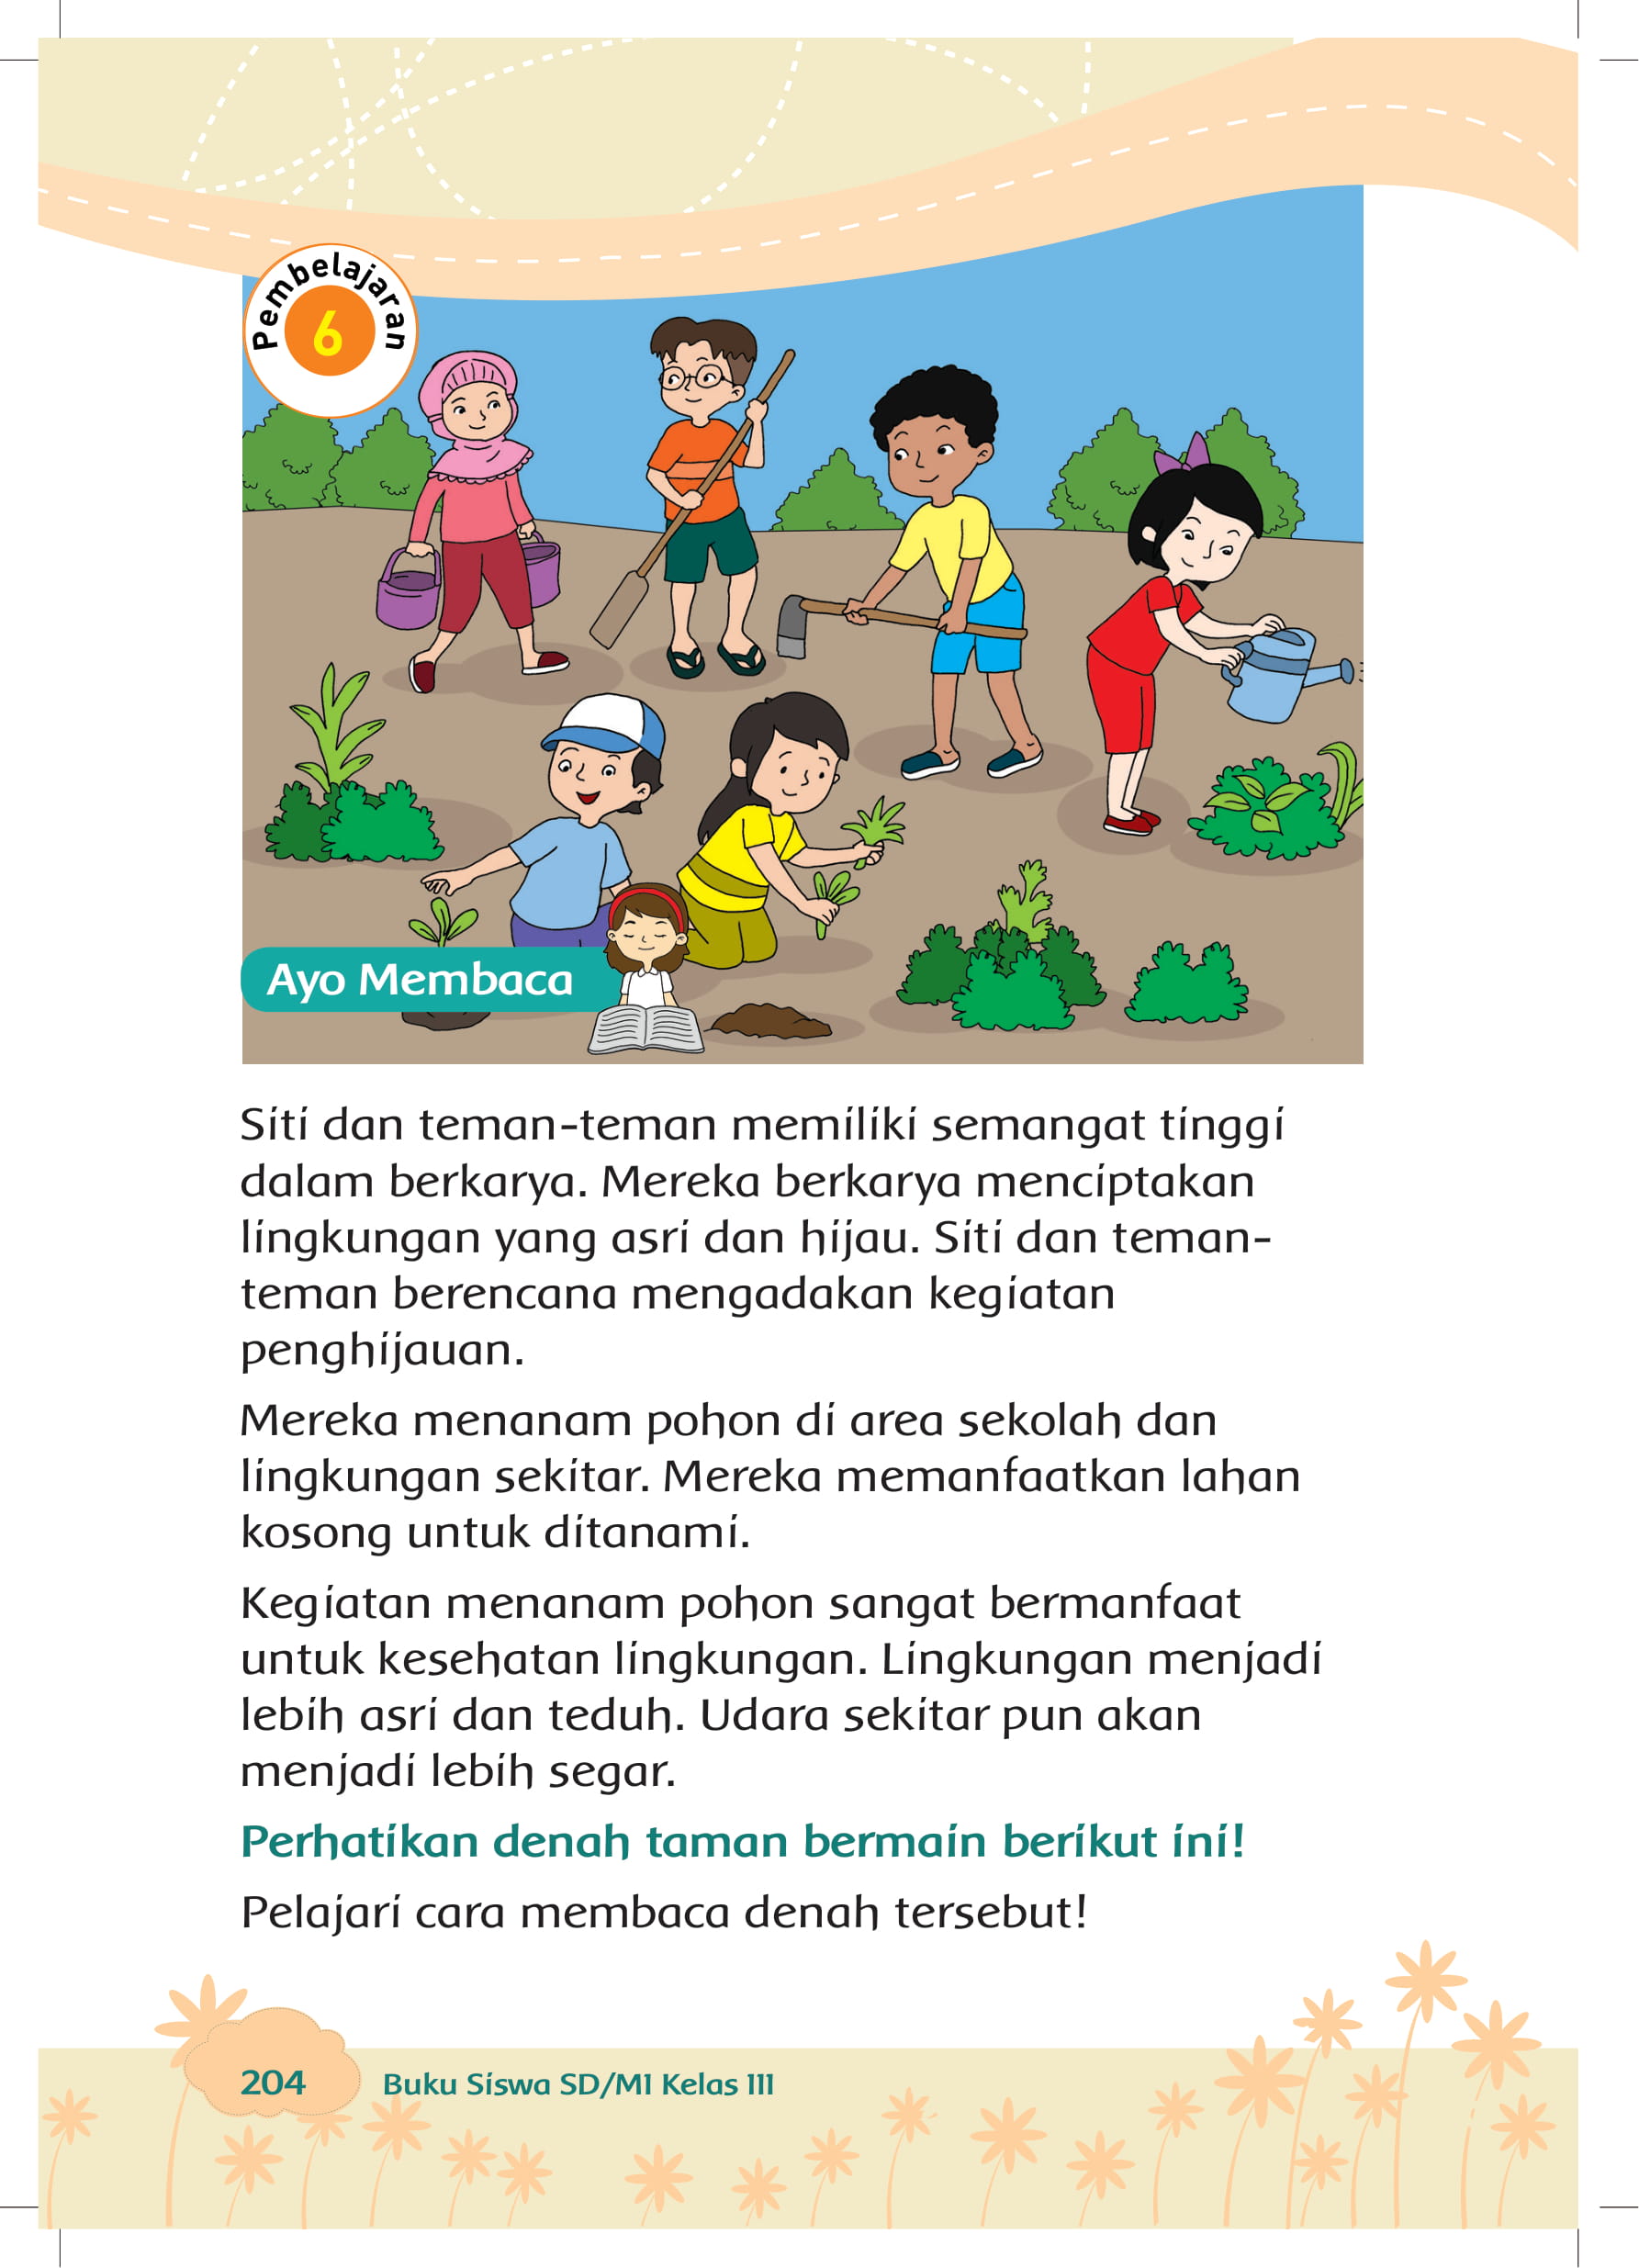 Pembelajaran
6
Ayo Membaca
Siti dan teman-teman memiliki semangat tinggi
dalam berkarya. Mereka berkarya menciptakan
lingkungan yang asri dan hijau. Siti dan teman-
teman berencana mengadakan kegiatan
penghijauan.
Mereka menanam pohon di area sekolah dan
lingkungan sekitar. Mereka memanfaatkan lahan
kosong untuk ditanami.
Kegiatan menanam pohon sangat bermanfaat
untuk kesehatan lingkungan. Lingkungan menjadi
lebih asri dan teduh. Udara sekitar pun akan
menjadi lebih segar.
Perhatikan denah taman bermain berikut ini!
Pelajari cara membaca denah tersebut!
204
Buku Siswa SD/MI Kelas III